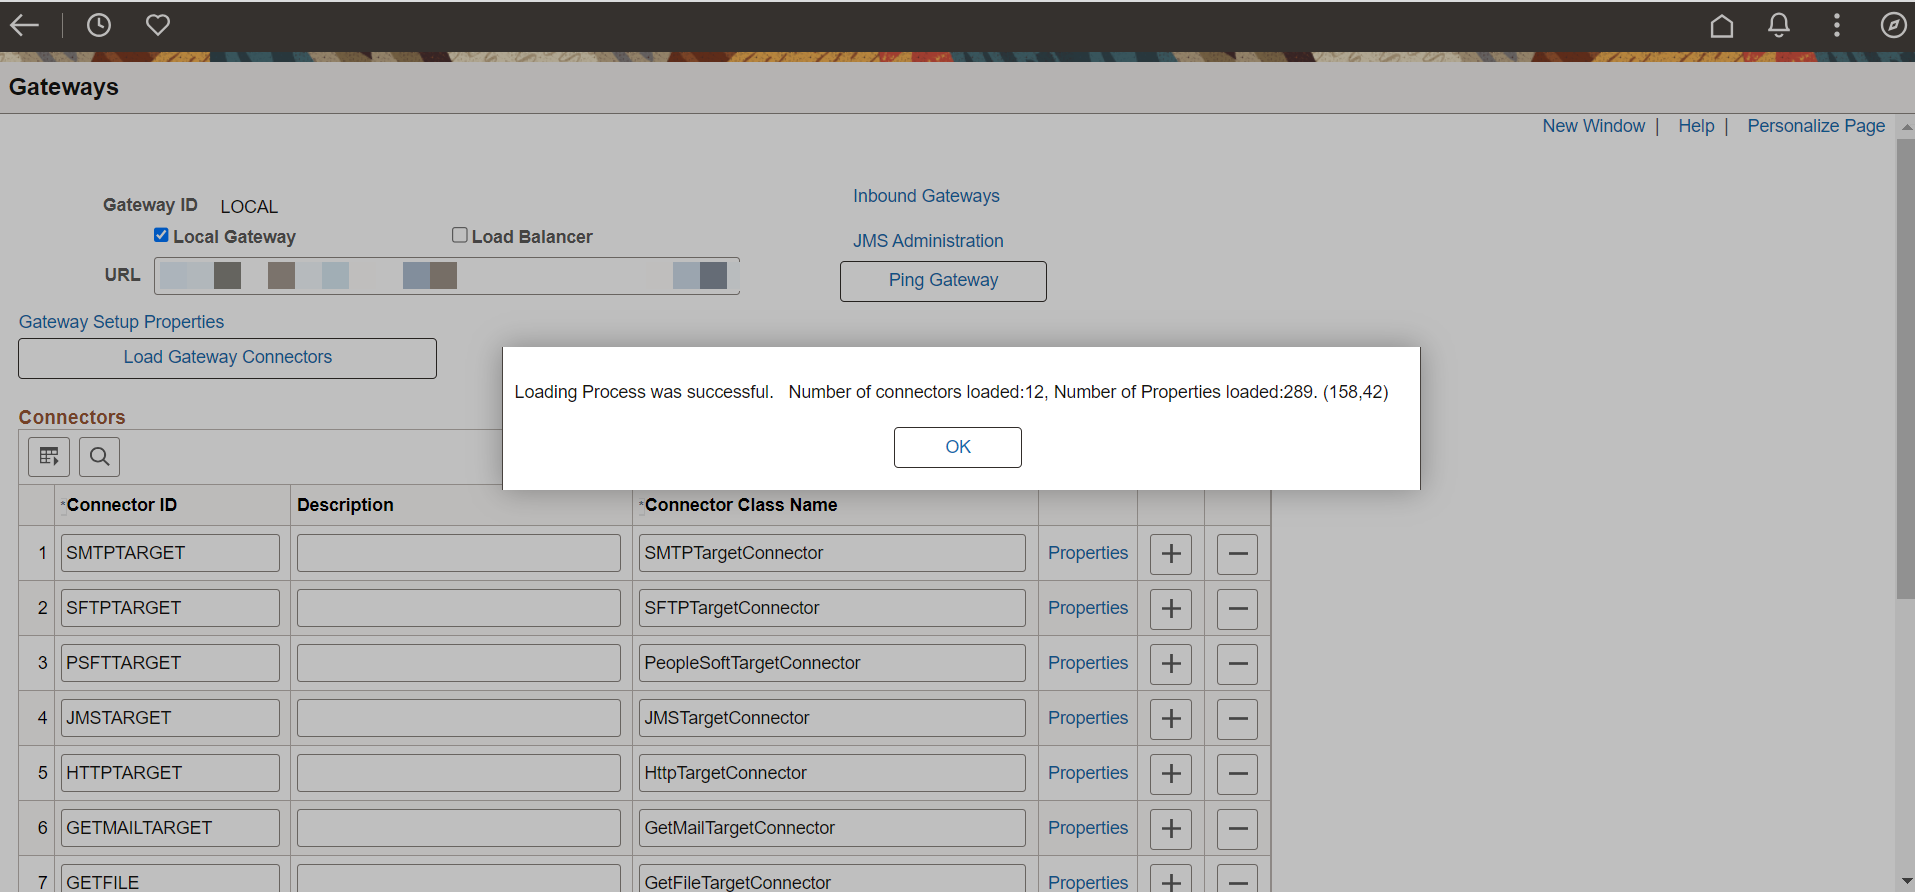 Gateways
New Window | Help | Personalize Page
Gateway ID LOCAL
Inbound Gateways
Local Gateway Load Balancer
JMS Administration
URL
Ping Gateway
Gateway Setup Properties
Load Gateway Connectors
Loading Process was successful. Number of connectors loaded:12, Number of Properties loaded:289. (158,42)
OK
Connectors
*Connector ID Description *Connector Class Name
1 SMTPTARGET SMTPTargetConnector Properties
2 SFTPTARGET SFTPTargetConnector Properties
3 PSFTTARGET PeopleSoftTargetConnector Properties
4 JMSTARGET JMSTargetConnector Properties
5 HTTPTARGET HttpTargetConnector Properties
6 GETMAILTARGET GetMailTargetConnector Properties
7 GETFILE GetFileTargetConnector Properties